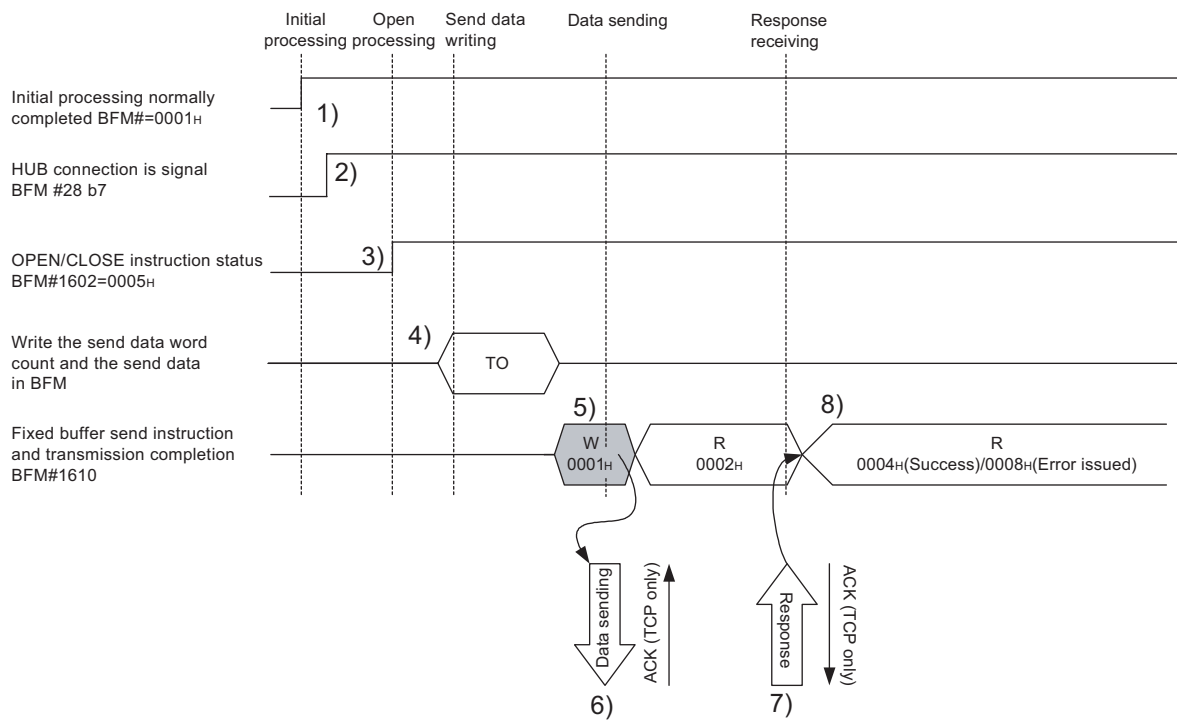 Initial
processing
Open
processing
Send data
writing
Data sending
Response
receiving
Initial processing normally
completed BFM#=0001H
1)
HUB connection is signal
BFM #28 b7
2)
OPEN/CLOSE instruction status
BFM#1602=0005H
3)
Write the send data word
count and the send data
in BFM
4)
TO
Fixed buffer send instruction
and transmission completion
BFM#1610
5)
W
0001H
R
0002H
8)
R
0004H(Success)/0008H(Error issued)
Data sending
ACK (TCP only)
6)
Response
ACK (TCP only)
7)